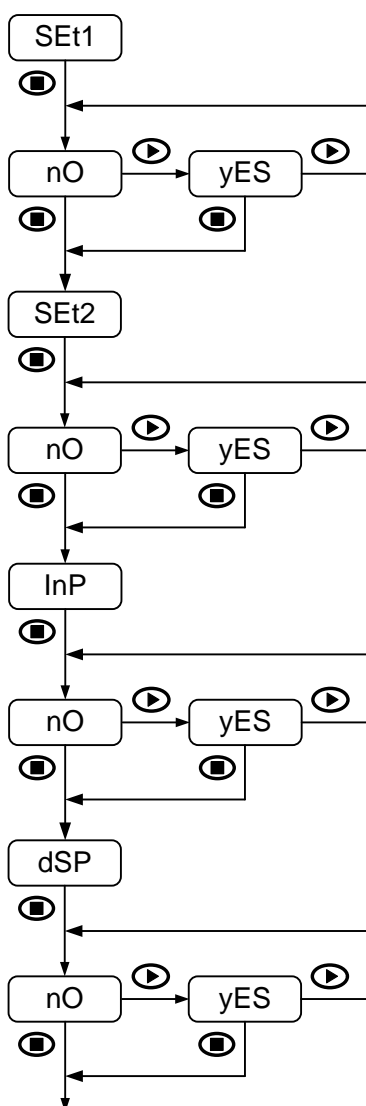 SEt1
nO yES
SEt2
nO yES
InP
nO yES
dSP
nO yES